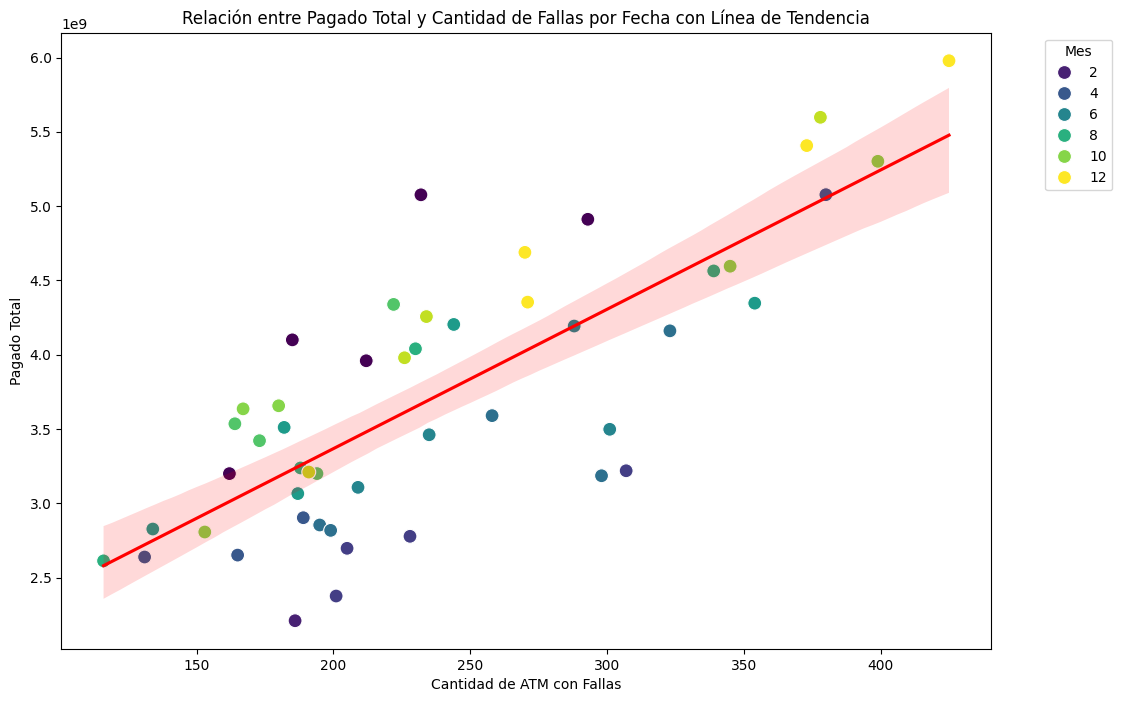 Relación entre Pagado Total y Cantidad de Fallas por Fecha con Línea de Tendencia
1e9
6.0
5.5
5.0
4.5
4.0
3.5
3.0
2.5
Pagado Total
150 200 250 300 350 400
Cantidad de ATM con Fallas
Mes
2
4
6
8
10
12